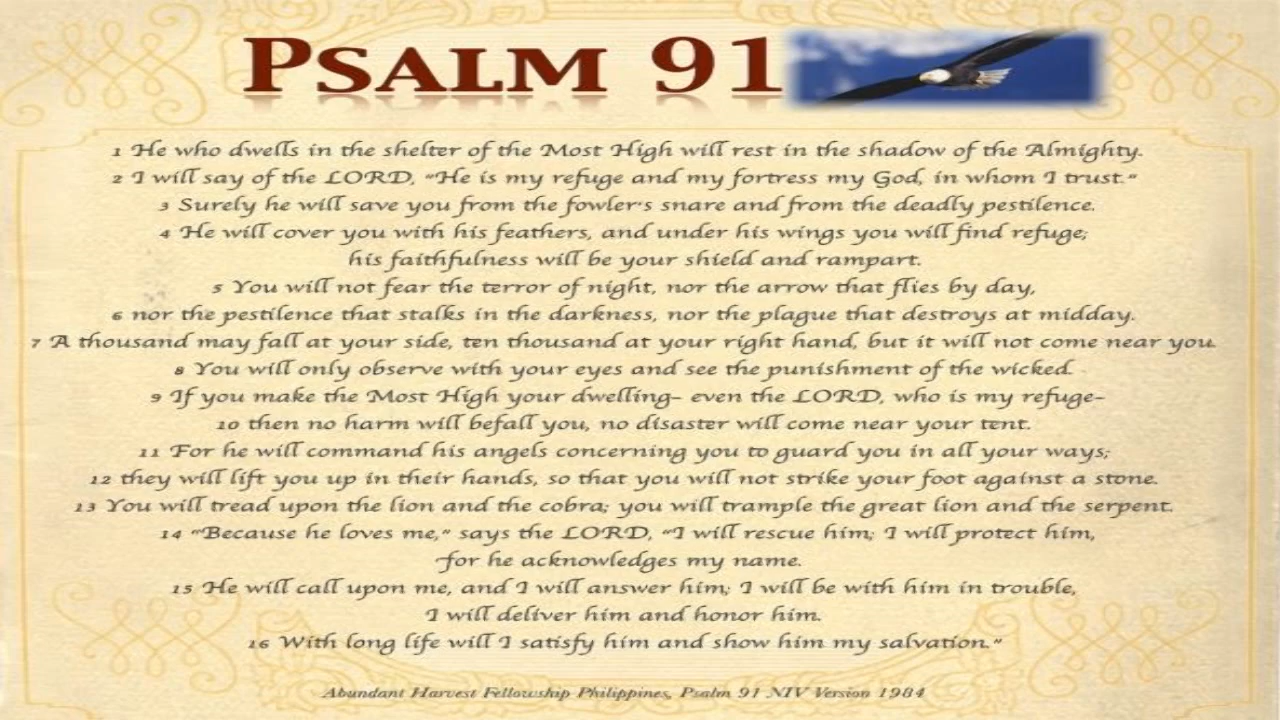 PSALM 91
1 He who dwells in the shelter of the Most High will rest in the shadow of the Almighty.
2 I will say of the LORD, "He is my refuge and my fortress my God, in whom I trust."
3 Surely he will save you from the fowler's snare and from the deadly pestilence.
4 He will cover you with his feathers, and under his wings you will find refuge;
his faithfulness will be your shield and rampart.
5 You will not fear the terror of night, nor the arrow that flies by day,
6 nor the pestilence that stalks in the darkness, nor the plague that destroys at midday.
7 A thousand may fall at your side, ten thousand at your right hand, but it will not come near you.
8 You will only observe with your eyes and see the punishment of the wicked.
9 If you make the Most High your dwelling- even the LORD, who is my refuge-
10 then no harm will befall you, no disaster will come near your tent.
11 For he will command his angels concerning you to guard you in all your ways;
12 they will lift you up in their hands, so that you will not strike your foot against a stone.
13 You will tread upon the lion and the cobra; you will trample the great lion and the serpent.
14 "Because he loves me," says the LORD, "I will rescue him; I will protect him,
for he acknowledges my name.
15 He will call upon me, and I will answer him; I will be with him in trouble,
I will deliver him and honor him.
16 With long life will I satisfy him and show him my salvation."
Abundant Harvest Fellowship Philippines, Psalm 91 NIV Version 1984